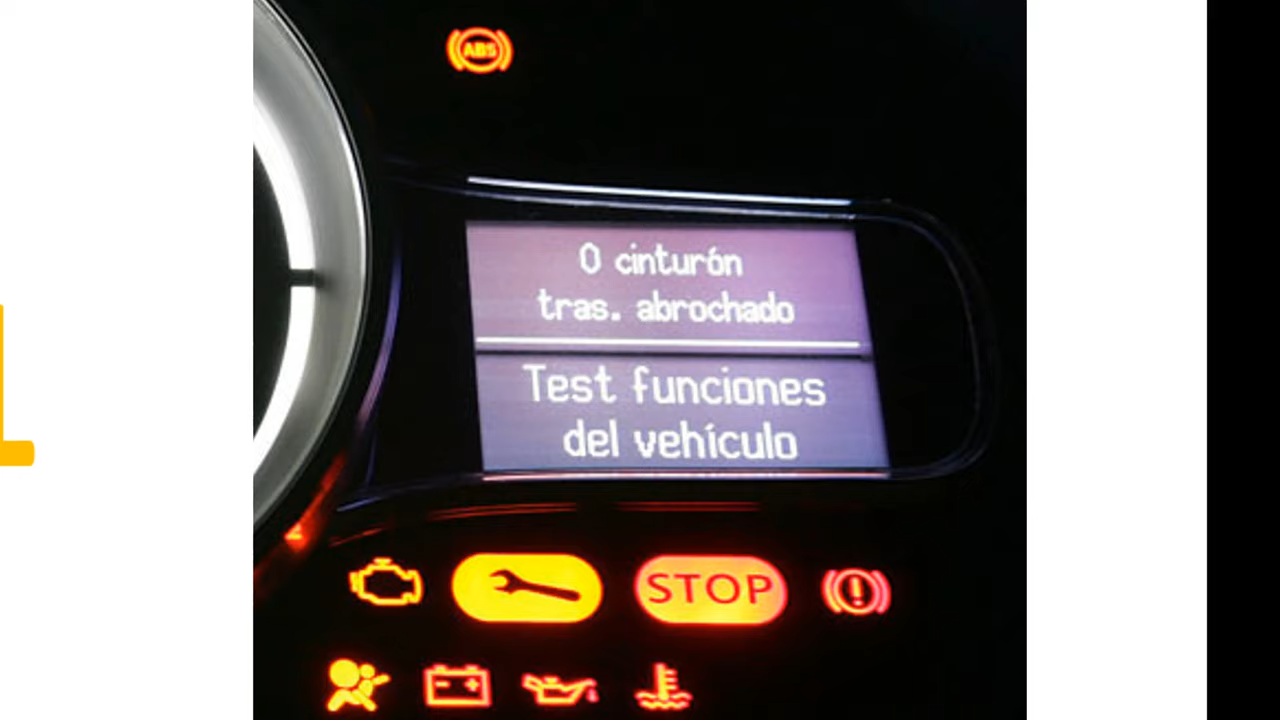 ABS
0 cinturón
tras. abrochado
Test funciones
del vehículo
STOP